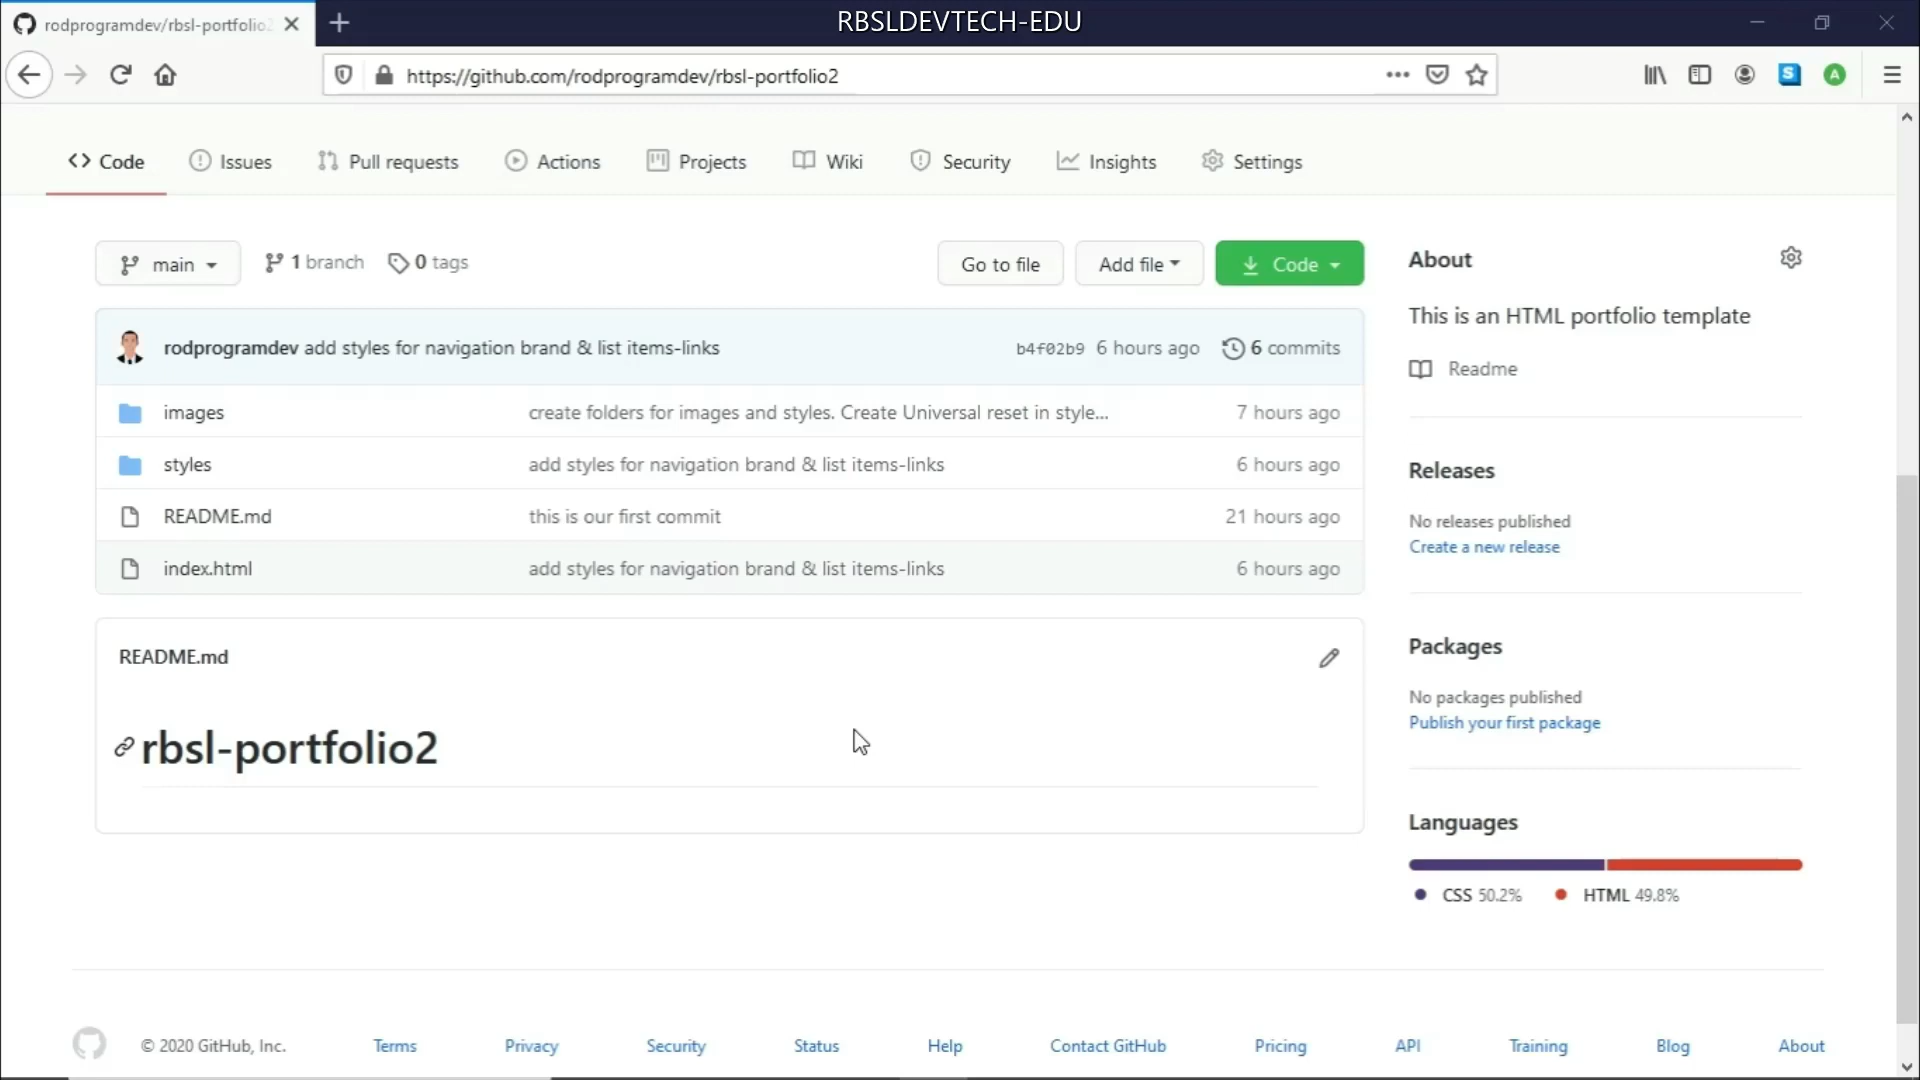 rodprogramdev/rbsl-portfolio2
RBSLDEVTECH-EDU
https://github.com/rodprogramdev/rbsl-portfolio2
S
A
Code
Issues
Pull requests
Actions
Projects
Wiki
Security
Insights
Settings
main
1 branch
0 tags
Go to file
Add file
Code
rodprogramdev add styles for navigation brand & list items-links
b4f02b9 6 hours ago
6 commits
images
create folders for images and styles. Create Universal reset in style...
7 hours ago
styles
add styles for navigation brand & list items-links
6 hours ago
README.md
this is our first commit
21 hours ago
index.html
add styles for navigation brand & list items-links
6 hours ago
README.md
rbsl-portfolio2
About
This is an HTML portfolio template
Readme
Releases
No releases published
Create a new release
Packages
No packages published
Publish your first package
Languages
CSS 50.2%
HTML 49.8%
© 2020 GitHub, Inc.
Terms
Privacy
Security
Status
Help
Contact GitHub
Pricing
API
Training
Blog
About